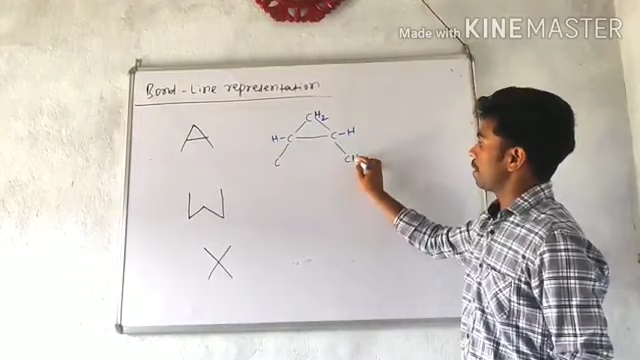 Made with KINEMASTER
Bond-Line representation
A
CH2
H-C C-H
C CH
W
X